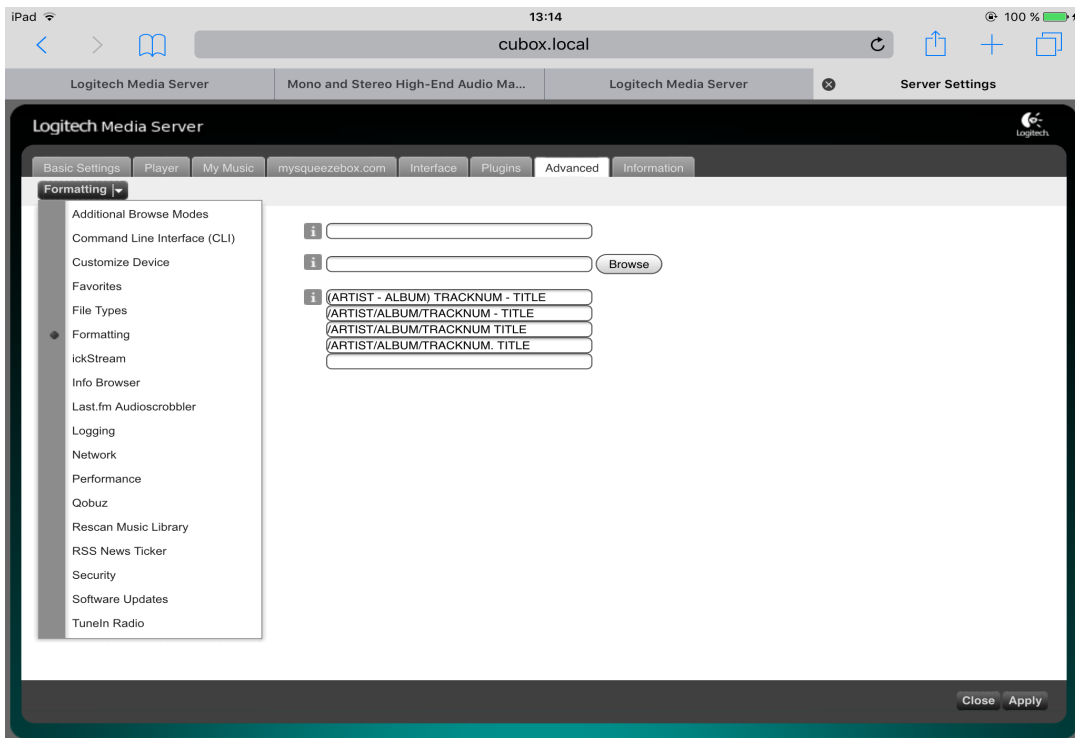 iPad 13:14 100 %
cubox.local
Logitech Media Server Mono and Stereo High-End Audio Ma... Logitech Media Server Server Settings
Logitech Media Server
Logitech
Basic Settings Player My Music mysqueezebox.com Interface Plugins Advanced Information
Formatting
Additional Browse Modes
Command Line Interface (CLI)
Customize Device
Favorites
File Types
Formatting
ickStream
Info Browser
Last.fm Audioscrobbler
Logging
Network
Performance
Qobuz
Rescan Music Library
RSS News Ticker
Security
Software Updates
TuneIn Radio
i
i Browse
i (ARTIST - ALBUM) TRACKNUM - TITLE
/ARTIST/ALBUM/TRACKNUM - TITLE
/ARTIST/ALBUM/TRACKNUM TITLE
/ARTIST/ALBUM/TRACKNUM. TITLE
Close Apply